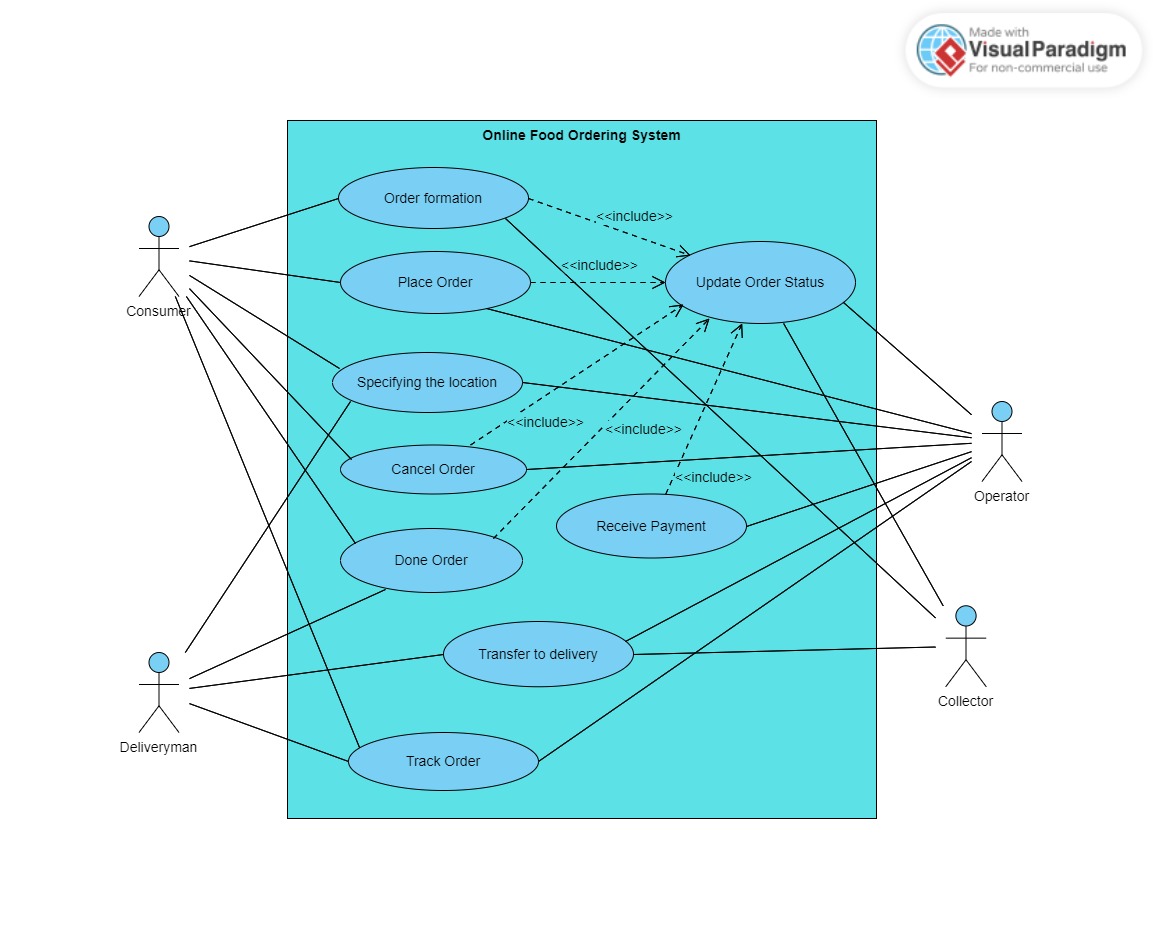 Made with
VisualParadigm
For non-commercial use
Online Food Ordering System
Order formation
<<include>>
Place Order
<<include>>
Update Order Status
Consumer
Specifying the location
<<include>>
<<include>>
Cancel Order
<<include>>
Operator
Receive Payment
Done Order
Transfer to delivery
Collector
Deliveryman
Track Order